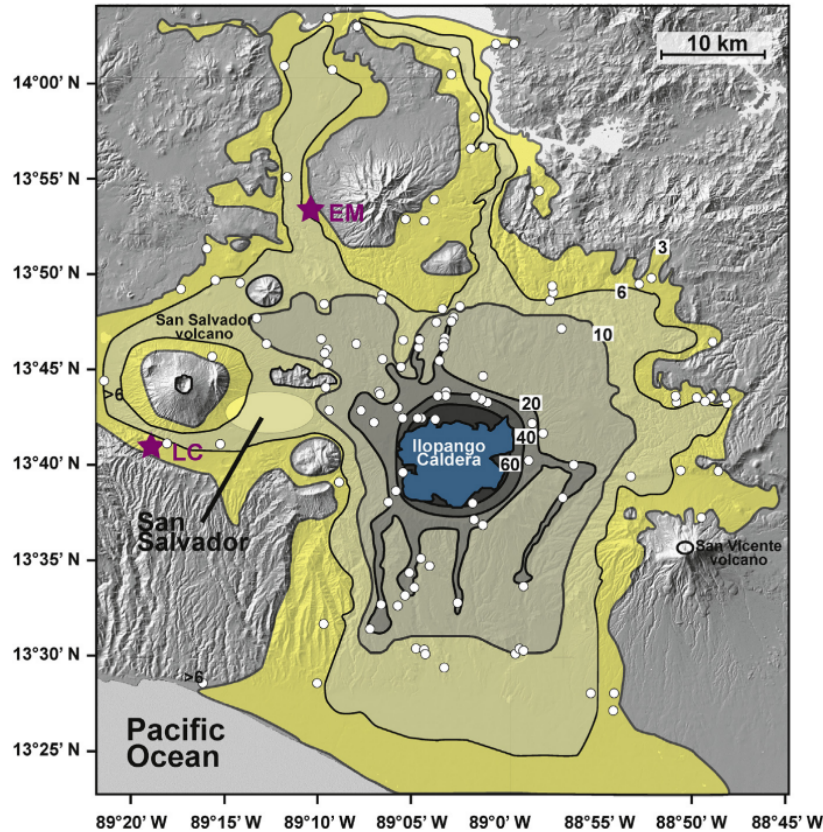 10 km
14°00' N
13°55' N
EM
13°50' N
3
6
San Salvador
volcano
10
13°45' N
>6
20
40
Ilopango
Caldera
60
13°40' N
LC
San
Salvador
San Vicente
volcano
13°35' N
13°30' N
>6
Pacific
Ocean
13°25' N
89°20' W
89°15' W
89°10' W
89°05' W
89°0' W
88°55' W
88°50' W
88°45' W